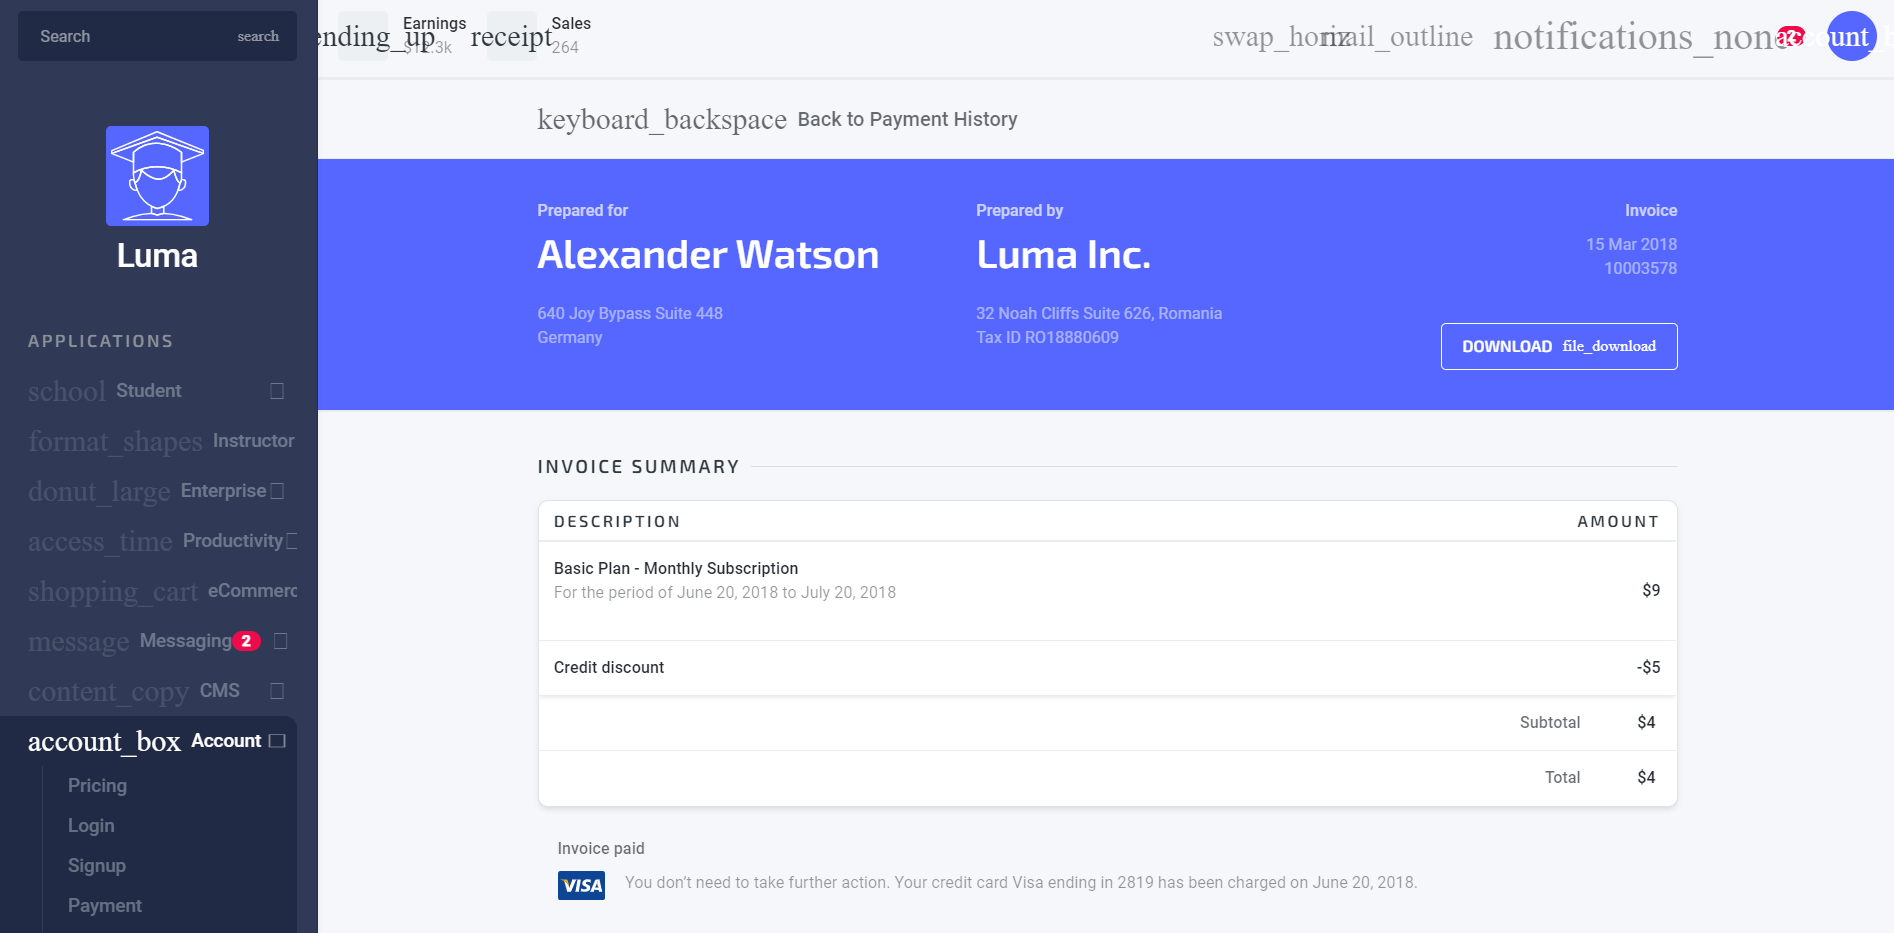 Search
search
ending_up
Earnings
$12.3k
receipt
Sales
264
swap_horiz
mail_outline
notifications_none
2
account_b
Luma
APPLICATIONS
school Student
format_shapes Instructor
donut_large Enterprise
access_time Productivity
shopping_cart eCommerc
message Messaging 2
content_copy CMS
account_box Account
Pricing
Login
Signup
Payment
keyboard_backspace Back to Payment History
Prepared for
Alexander Watson
640 Joy Bypass Suite 448
Germany
Prepared by
Luma Inc.
32 Noah Cliffs Suite 626, Romania
Tax ID RO18880609
Invoice
15 Mar 2018
10003578
DOWNLOAD file_download
INVOICE SUMMARY
DESCRIPTION AMOUNT
Basic Plan - Monthly Subscription
For the period of June 20, 2018 to July 20, 2018
$9
Credit discount -$5
Subtotal $4
Total $4
Invoice paid
VISA
You don't need to take further action. Your credit card Visa ending in 2819 has been charged on June 20, 2018.